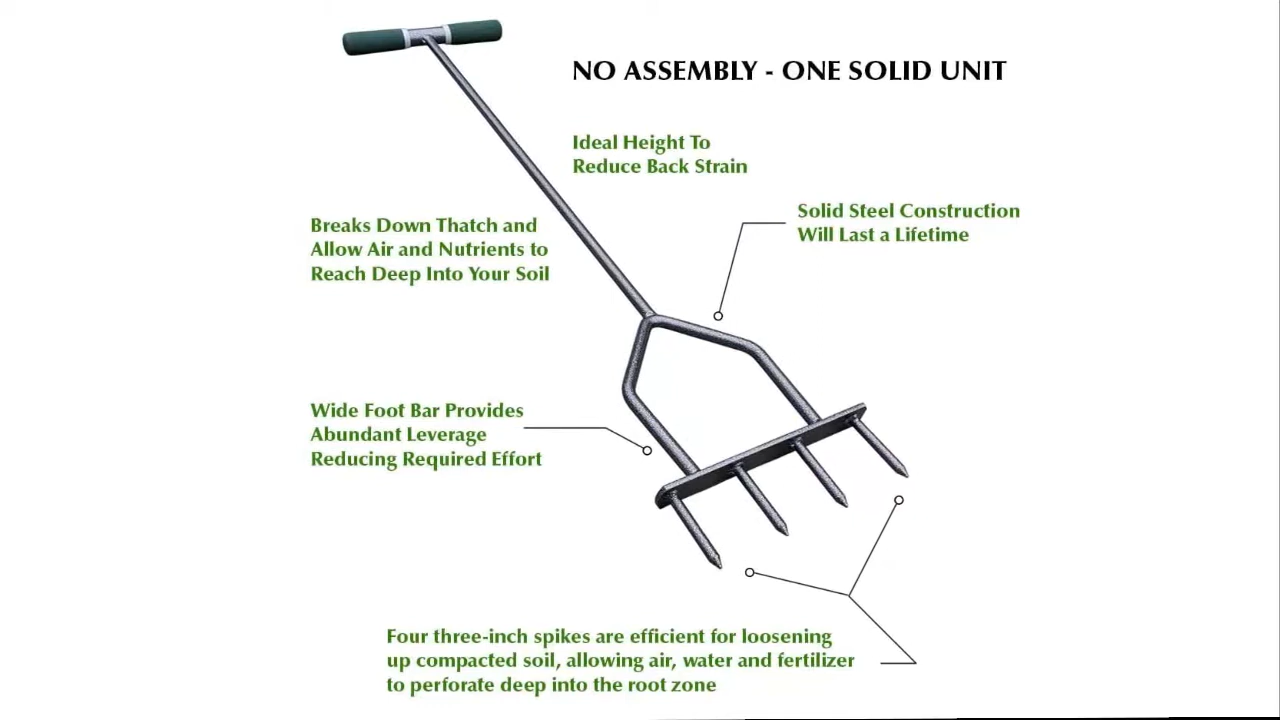 NO ASSEMBLY - ONE SOLID UNIT
Ideal Height To
Reduce Back Strain
Solid Steel Construction
Will Last a Lifetime
Breaks Down Thatch and
Allow Air and Nutrients to
Reach Deep Into Your Soil
Wide Foot Bar Provides
Abundant Leverage
Reducing Required Effort
Four three-inch spikes are efficient for loosening
up compacted soil, allowing air, water and fertilizer
to perforate deep into the root zone